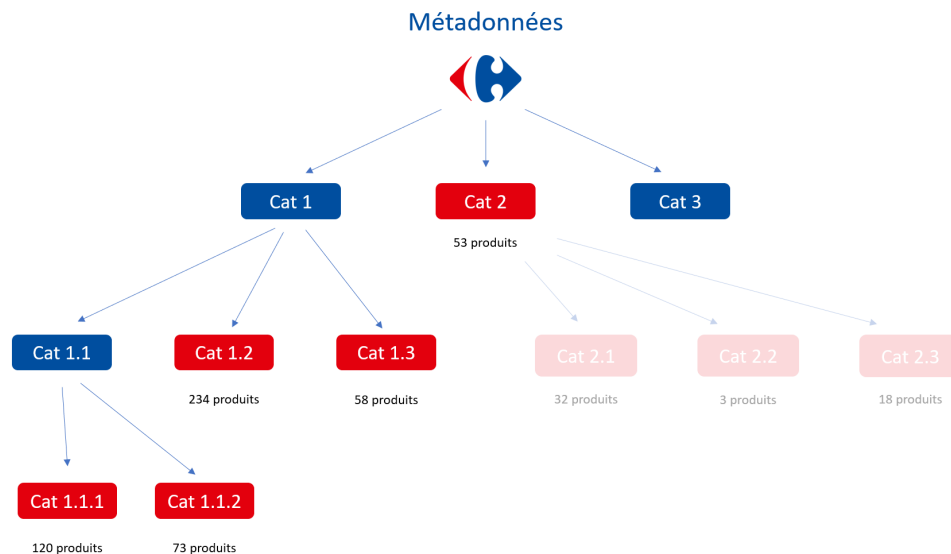 Métadonnées
Cat 1
Cat 2
Cat 3
53 produits
Cat 1.1
Cat 1.2
Cat 1.3
Cat 2.1
Cat 2.2
Cat 2.3
234 produits
58 produits
32 produits
3 produits
18 produits
Cat 1.1.1
Cat 1.1.2
120 produits
73 produits